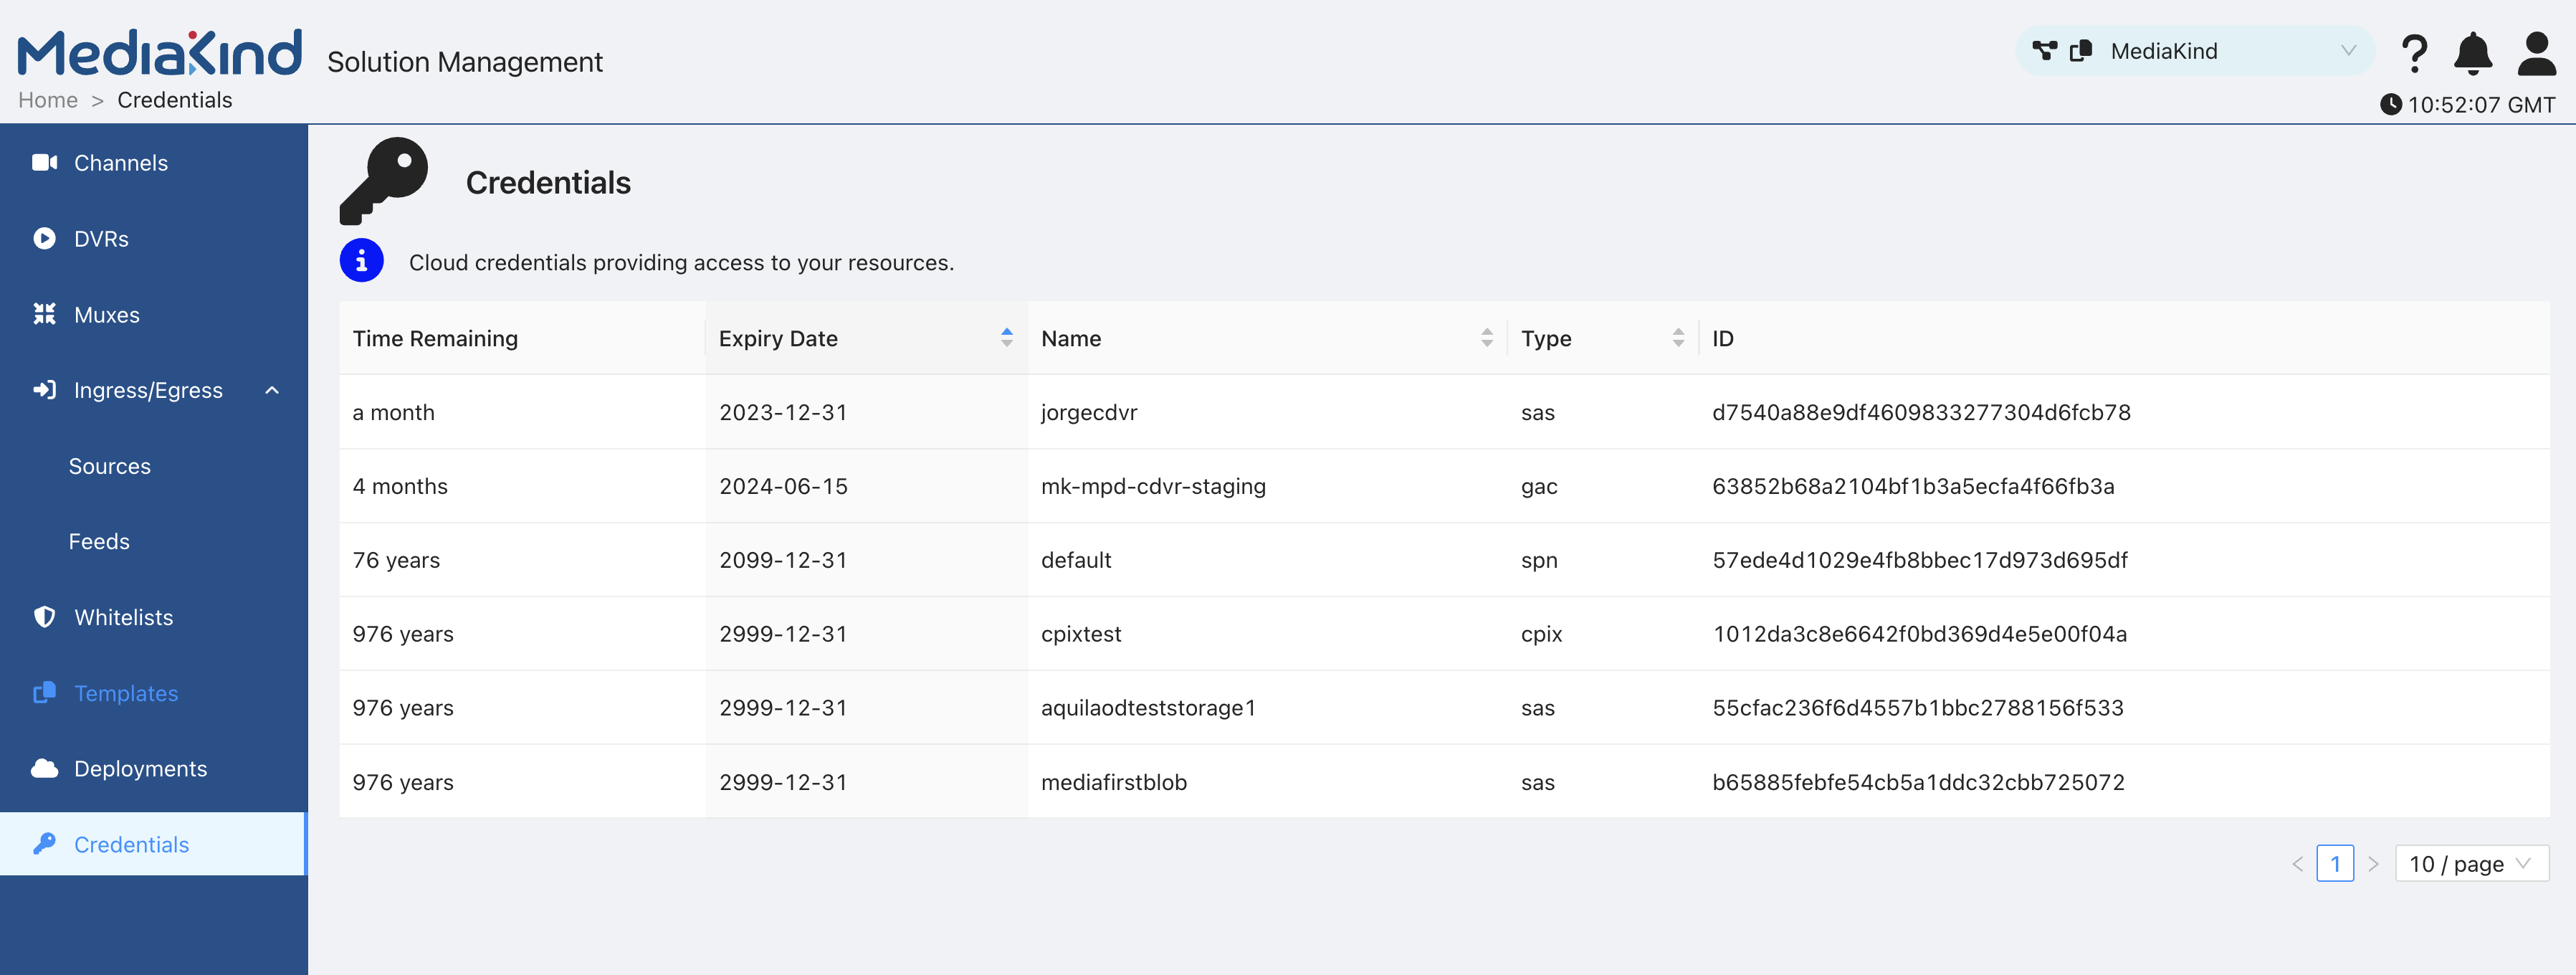 MediaKind Solution Management
MediaKind
Home > Credentials
10:52:07 GMT
Channels
DVRs
Muxes
Ingress/Egress
Sources
Feeds
Whitelists
Templates
Deployments
Credentials
Credentials
Cloud credentials providing access to your resources.
Time Remaining Expiry Date Name Type ID
a month 2023-12-31 jorgecdvr sas d7540a88e9df4609833277304d6fcb78
4 months 2024-06-15 mk-mpd-cdvr-staging gac 63852b68a2104bf1b3a5ecfa4f66fb3a
76 years 2099-12-31 default spn 57ede4d1029e4fb8bbec17d973d695df
976 years 2999-12-31 cpixtest cpix 1012da3c8e6642f0bd369d4e5e00f04a
976 years 2999-12-31 aquilaodteststorage1 sas 55cfac236f6d4557b1bbc2788156f533
976 years 2999-12-31 mediafirstblob sas b65885febfe54cb5a1ddc32cbb725072
< 1 > 10 / page